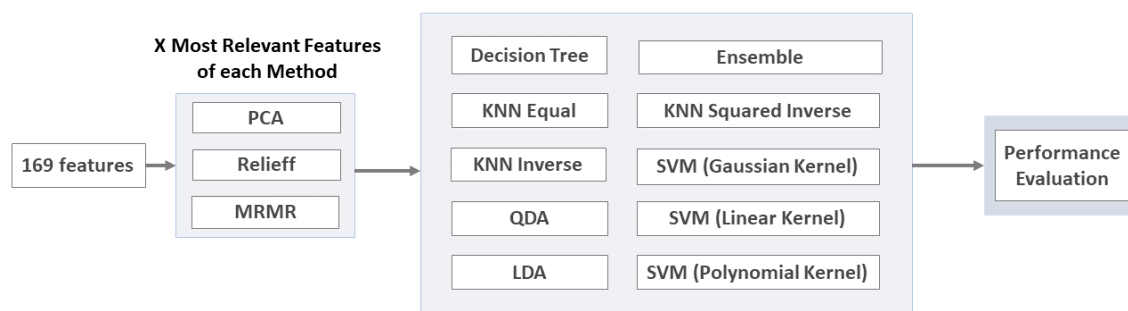 169 features
X Most Relevant Features
of each Method
PCA
Relieff
MRMR
Decision Tree
Ensemble
KNN Equal
KNN Squared Inverse
KNN Inverse
SVM (Gaussian Kernel)
QDA
SVM (Linear Kernel)
LDA
SVM (Polynomial Kernel)
Performance
Evaluation